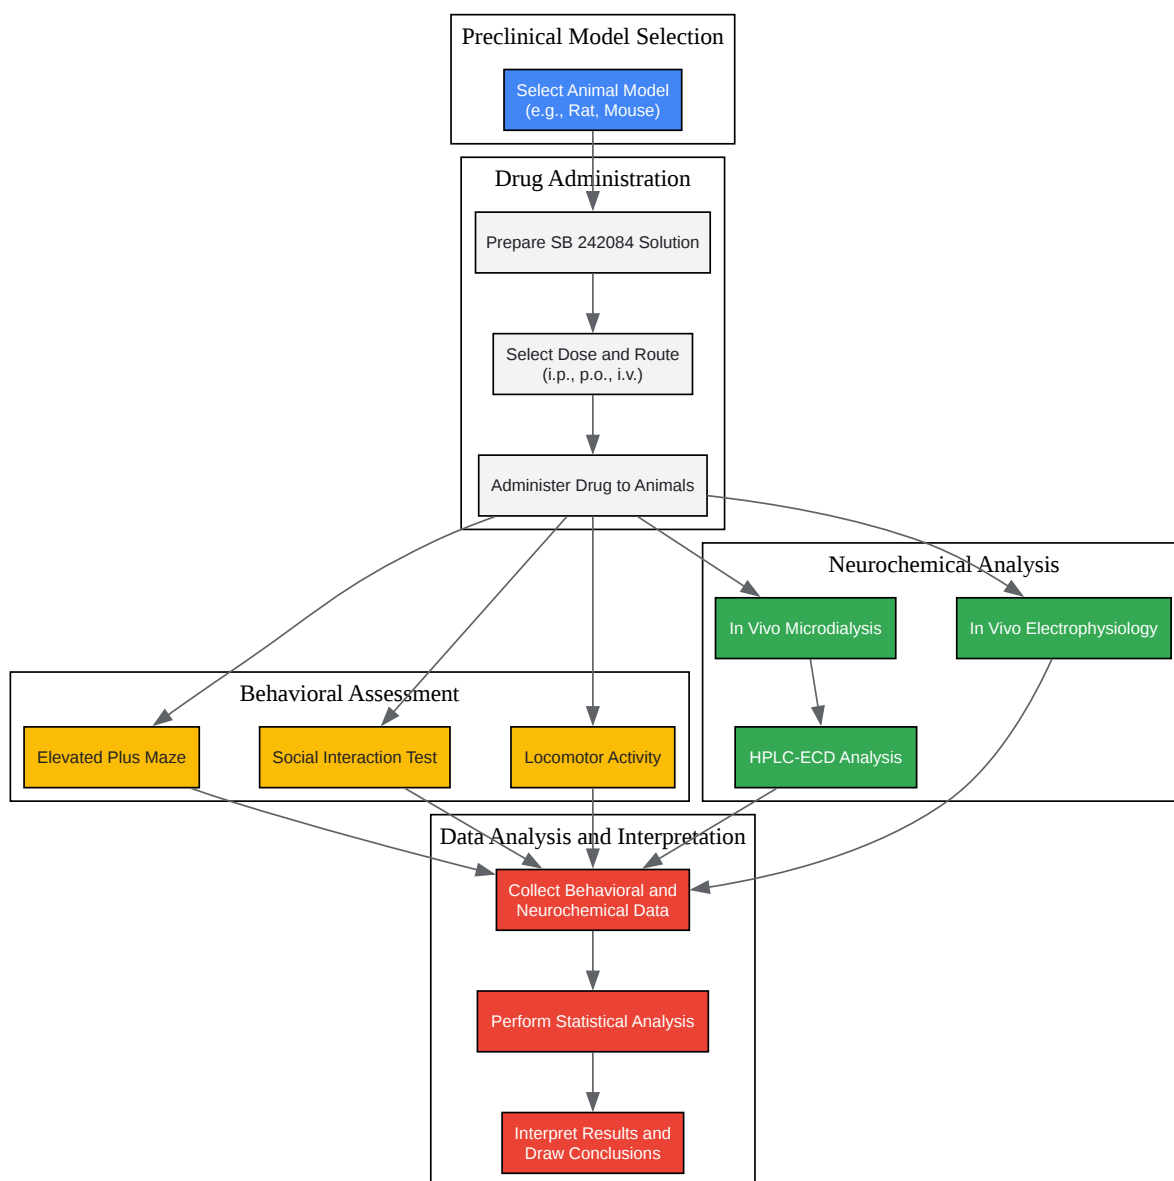 Preclinical Model Selection
Select Animal Model
(e.g., Rat, Mouse)
Drug Administration
Prepare SB 242084 Solution
Select Dose and Route
(i.p., p.o., i.v.)
Administer Drug to Animals
Neurochemical Analysis
In Vivo Microdialysis
In Vivo Electrophysiology
HPLC-ECD Analysis
Behavioral Assessment
Elevated Plus Maze
Social Interaction Test
Locomotor Activity
Data Analysis and Interpretation
Collect Behavioral and
Neurochemical Data
Perform Statistical Analysis
Interpret Results and
Draw Conclusions